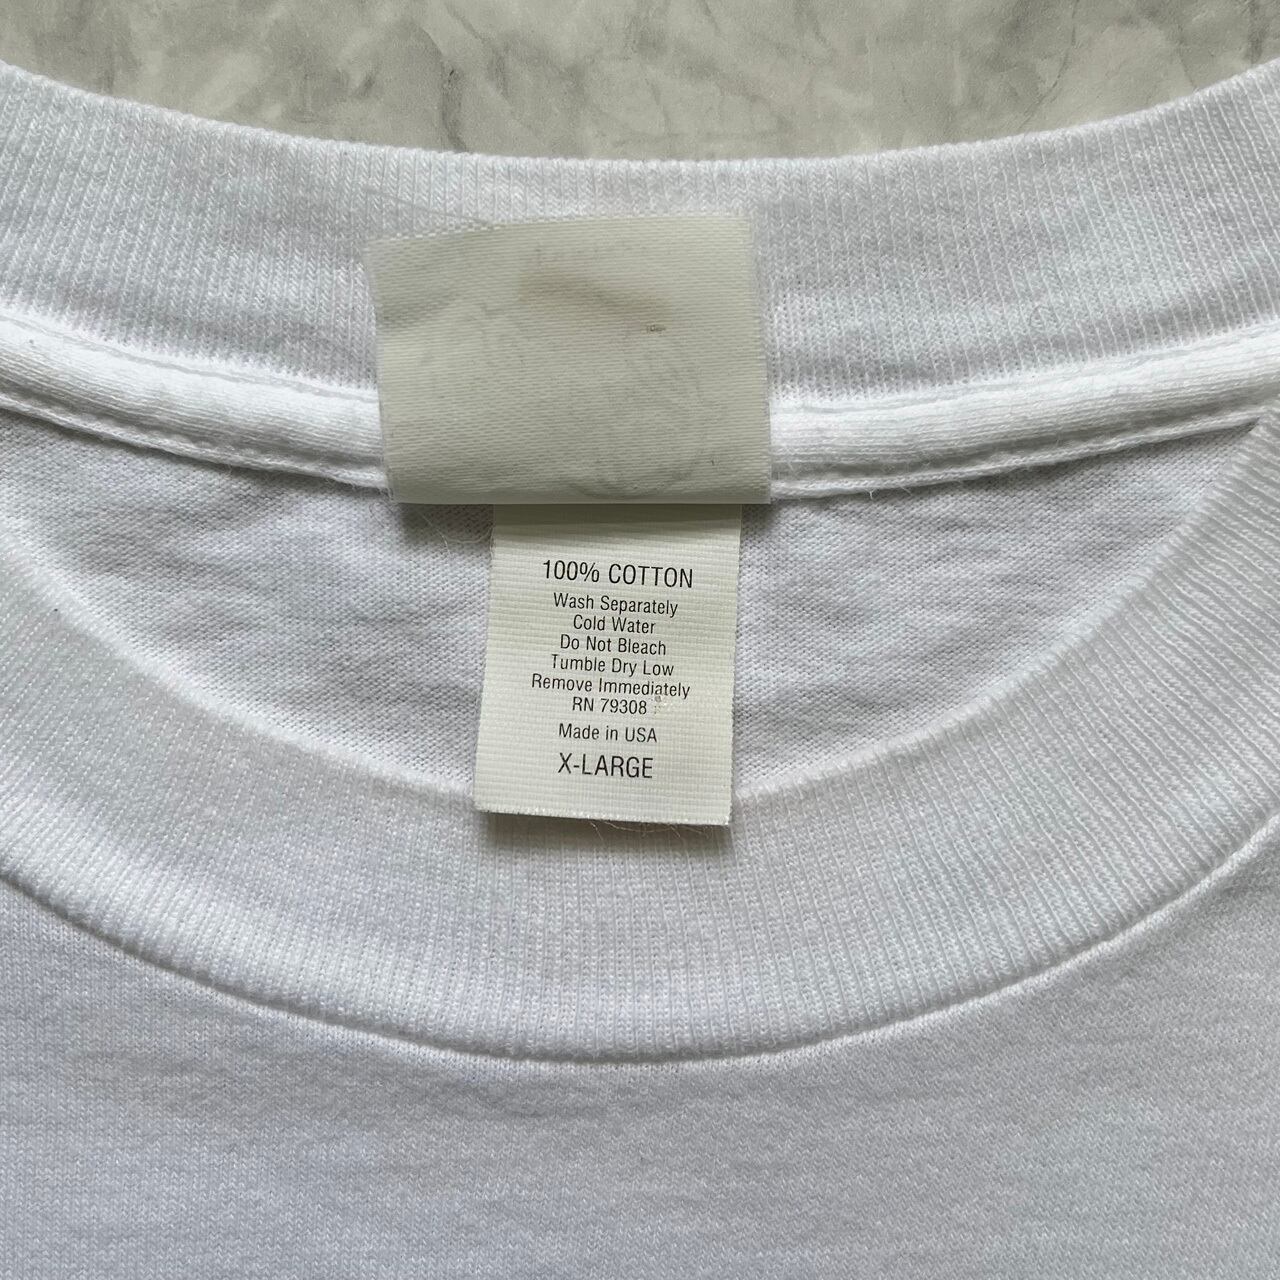 100% COTTON
Wash Separately
Cold Water
Do Not Bleach
Tumble Dry Low
Remove Immediately
RN 79308
Made in USA
X-LARGE